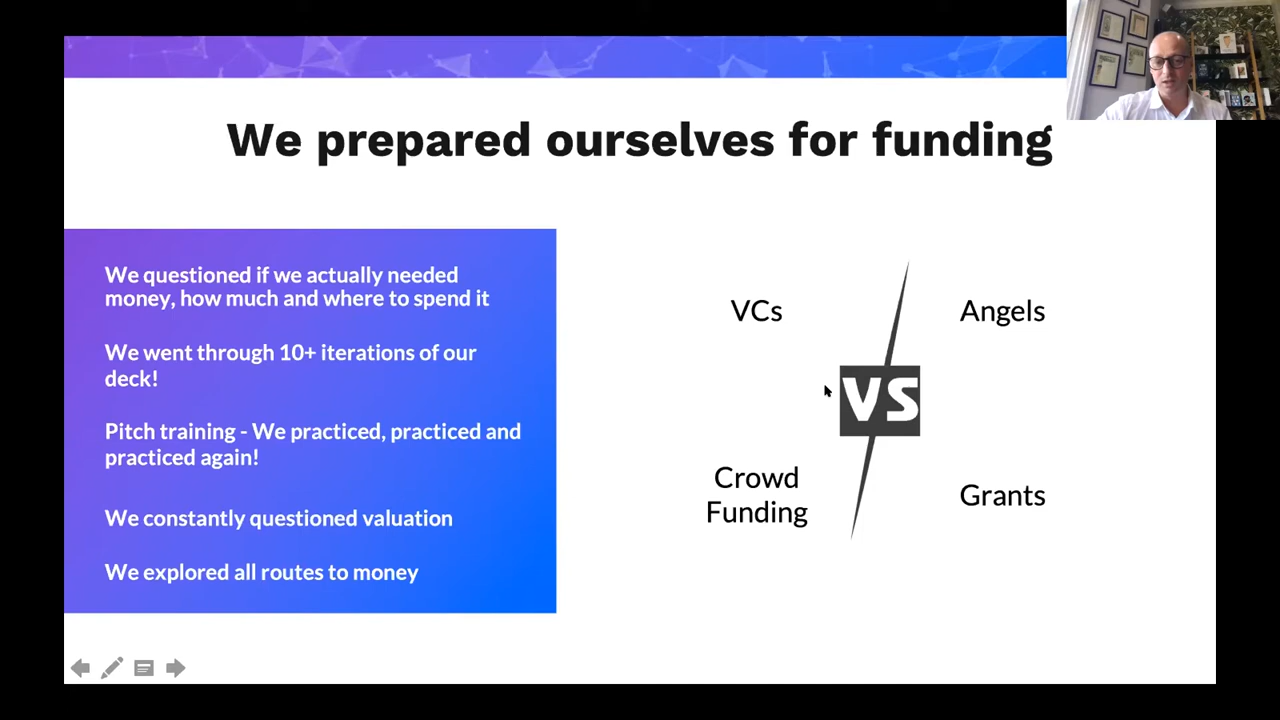 We prepared ourselves for funding
We questioned if we actually needed
money, how much and where to spend it
We went through 10+ iterations of our
deck!
Pitch training - We practiced, practiced and
practiced again!
We constantly questioned valuation
We explored all routes to money
VCs
Angels
VS
Crowd
Funding
Grants